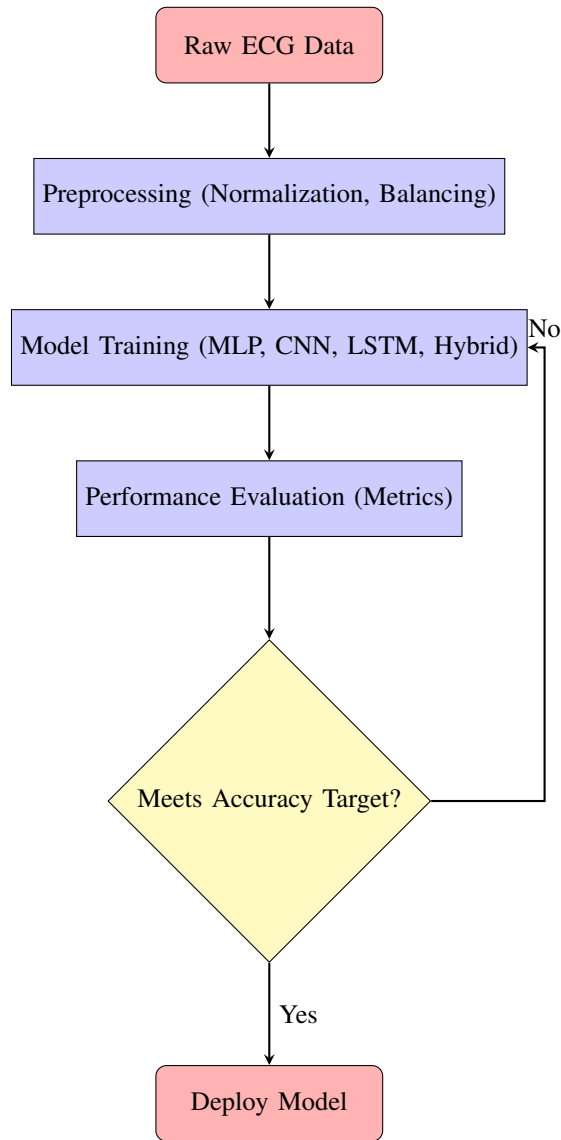 Raw ECG Data
Preprocessing (Normalization, Balancing)
No
Model Training (MLP, CNN, LSTM, Hybrid)
Performance Evaluation (Metrics)
Meets Accuracy Target?
Yes
Deploy Model